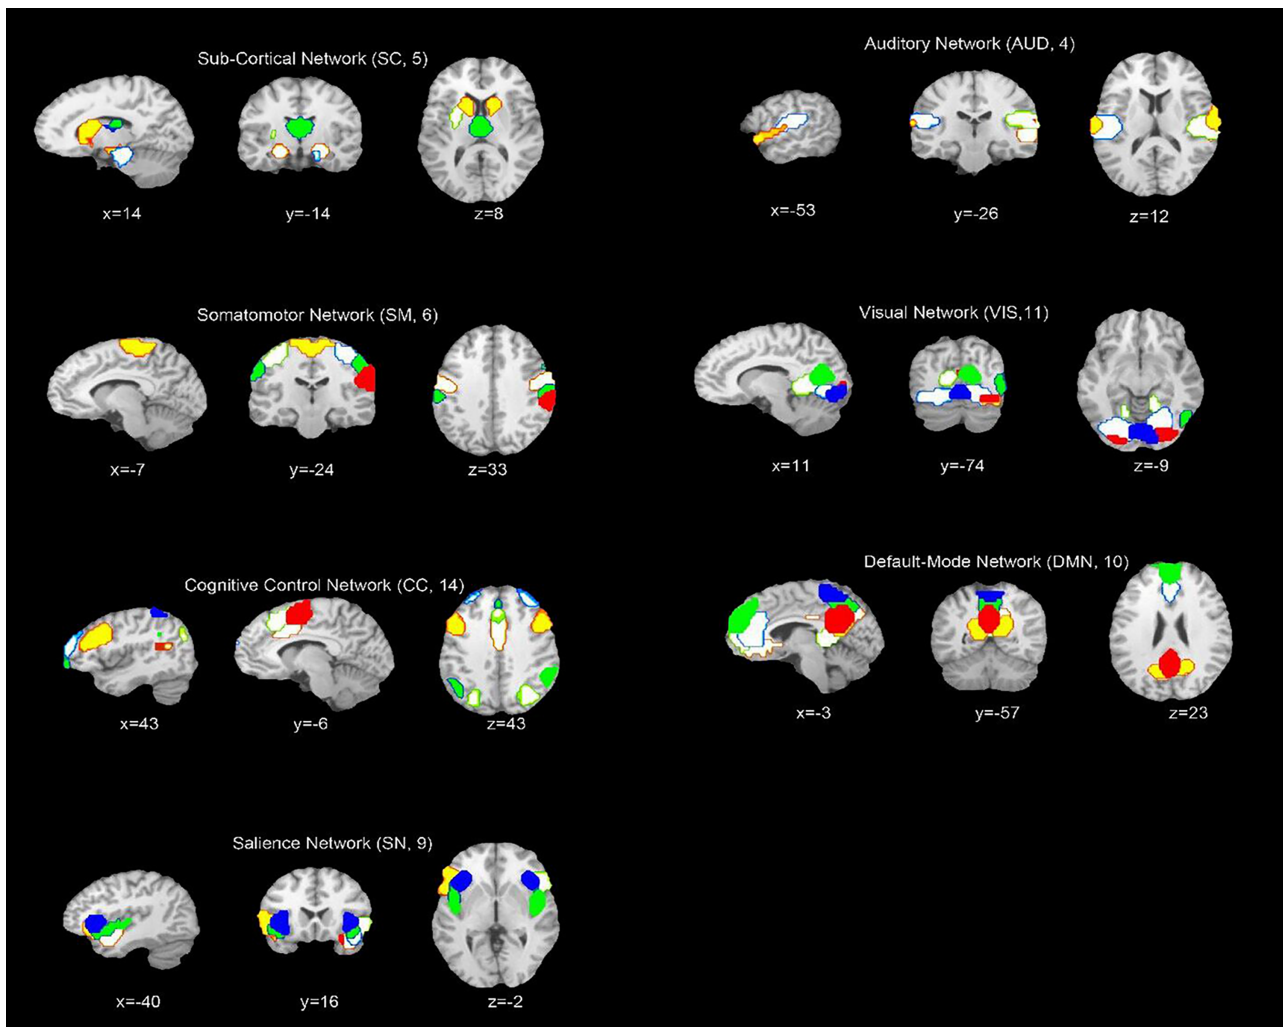 Sub-Cortical Network (SC, 5)
x=14
y=-14
z=8
Auditory Network (AUD, 4)
x=-53
y=-26
z=12
Somatomotor Network (SM, 6)
x=-7
y=-24
z=33
Visual Network (VIS,11)
x=11
y=-74
z=-9
Cognitive Control Network (CC, 14)
x=43
y=-6
z=43
Default-Mode Network (DMN, 10)
x=-3
y=-57
z=23
Salience Network (SN, 9)
x=-40
y=16
z=-2